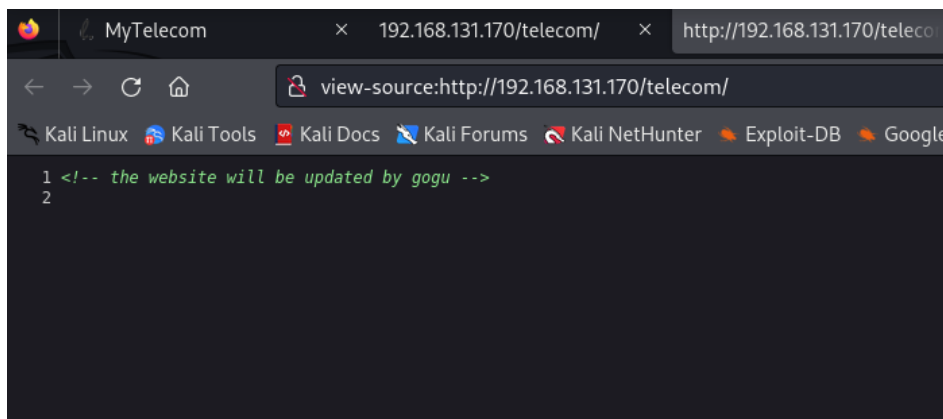 MyTelecom
192.168.131.170/telecom/
http://192.168.131.170/teleco
view-source:http://192.168.131.170/telecom/
Kali Linux Kali Tools Kali Docs Kali Forums Kali NetHunter Exploit-DB Google
1 <!-- the website will be updated by gogu -->
2